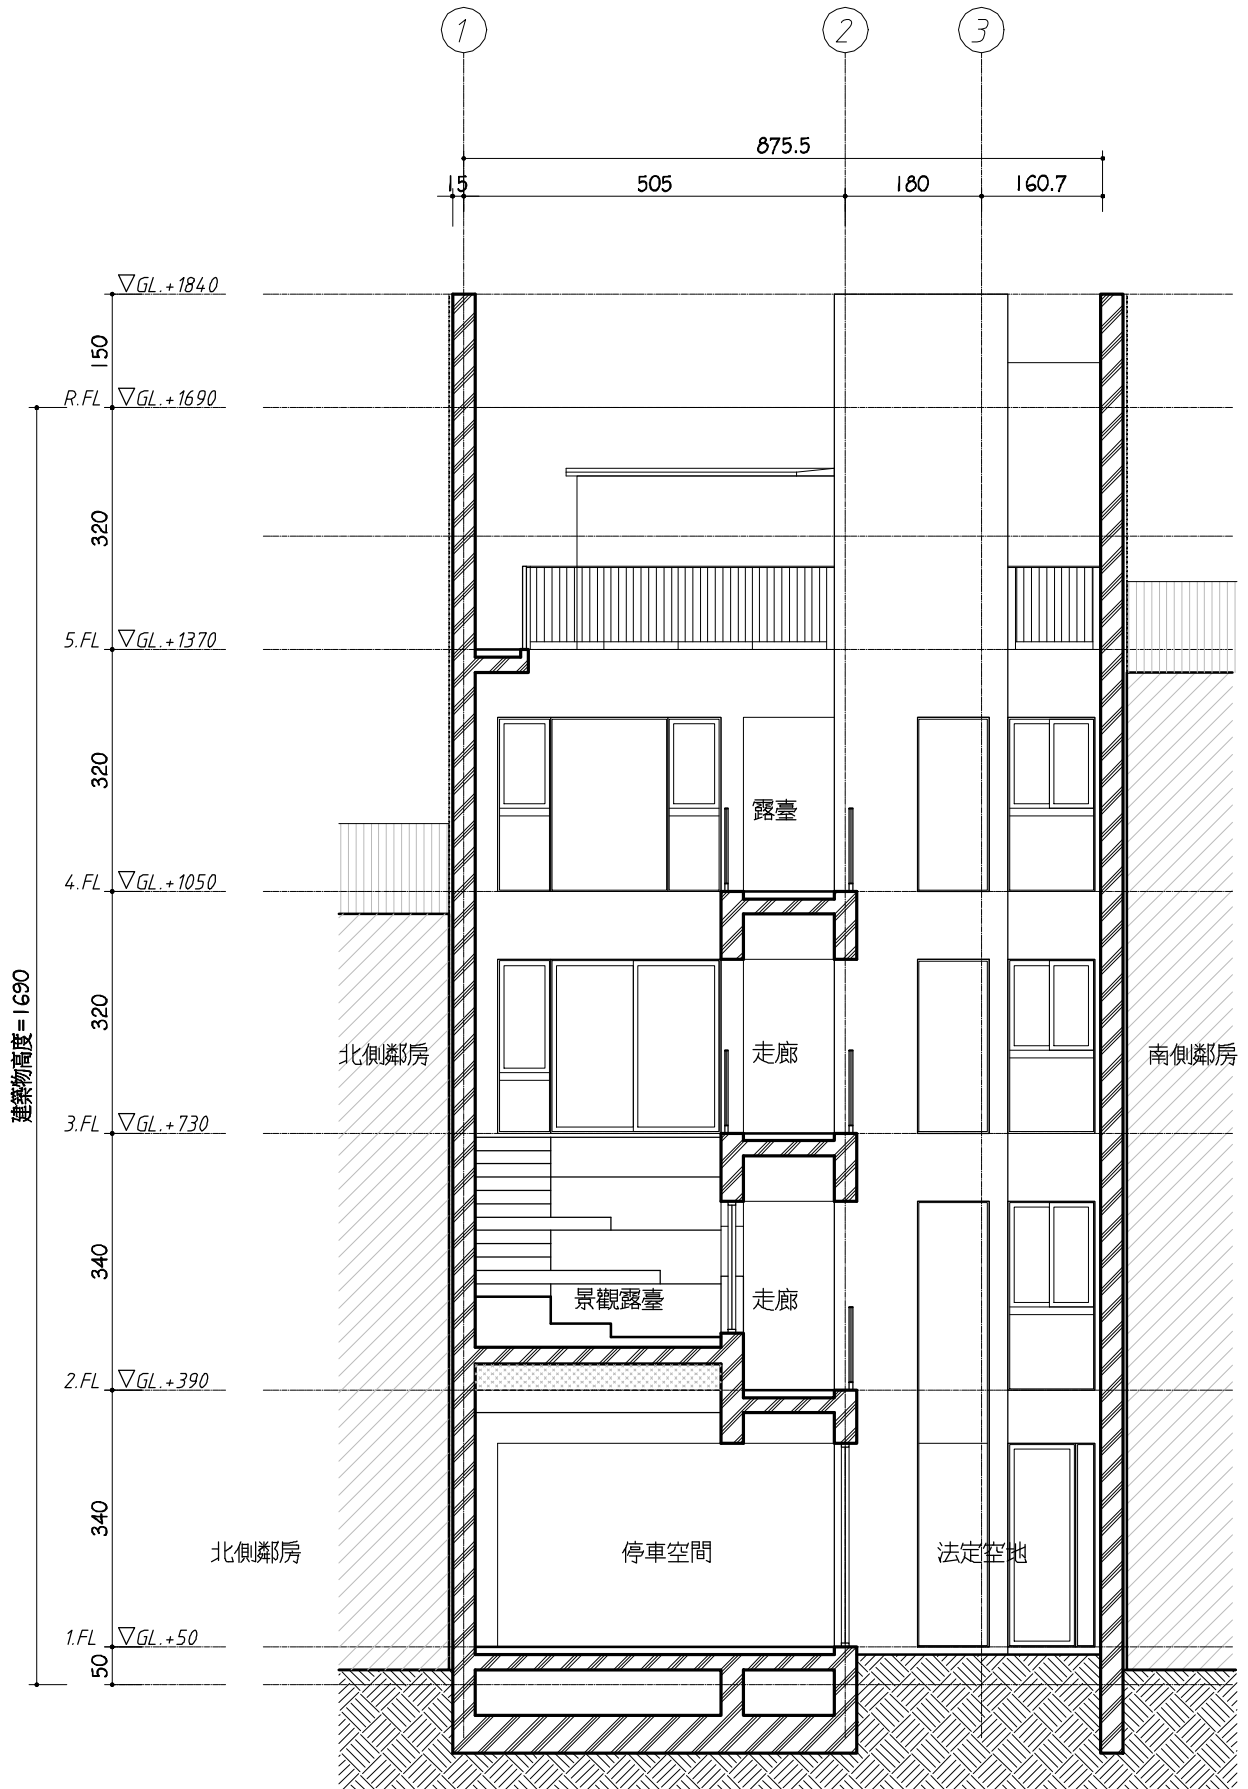 1 2 3
875.5
15 505 180 160.7
▽GL.+1840
150
R.FL ▽GL.+1690
320
5.FL ▽GL.+1370
320
露臺
4.FL ▽GL.+1050
建築物高度=1690
320
北側鄰房 走廊 南側鄰房
3.FL ▽GL.+730
340
景觀露臺 走廊
2.FL ▽GL.+390
340
北側鄰房 停車空間 法定空地
1.FL ▽GL.+50
50